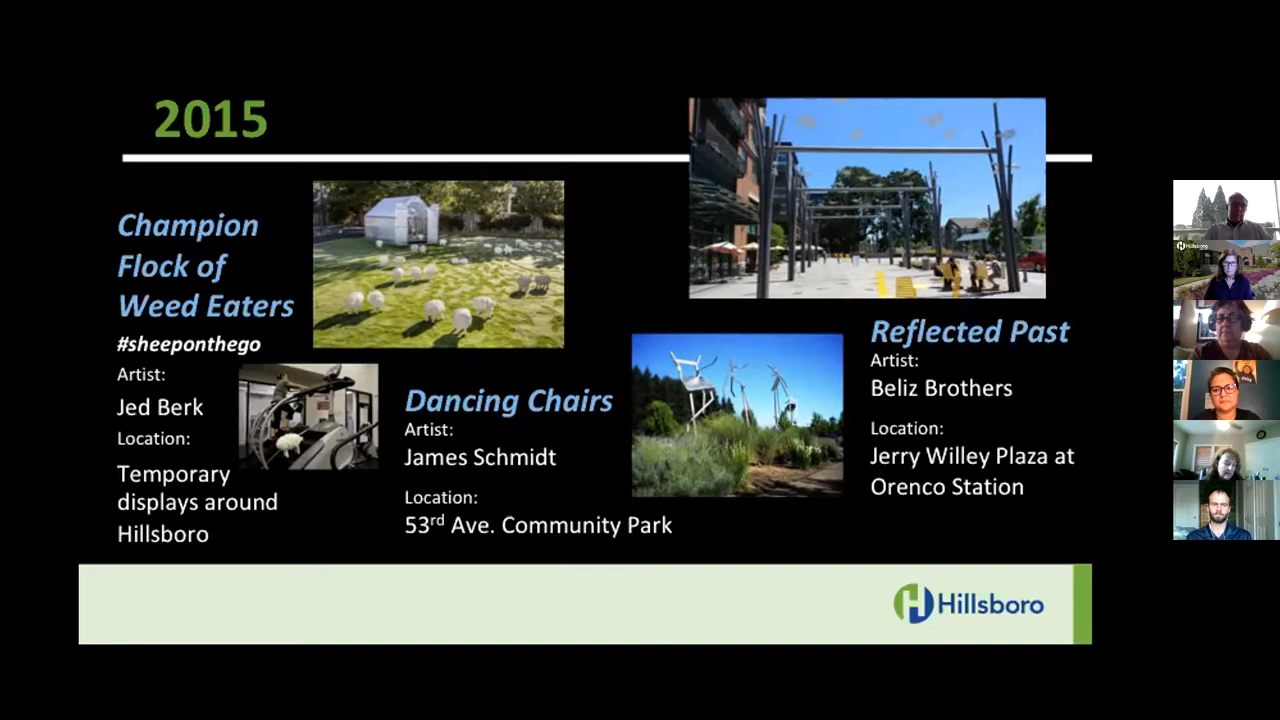 2015
Champion
Flock of
Weed Eaters
#sheeponthego
Artist:
Jed Berk
Location:
Temporary
displays around
Hillsboro
Dancing Chairs
Artist:
James Schmidt
Location:
53rd Ave. Community Park
Reflected Past
Artist:
Beliz Brothers
Location:
Jerry Willey Plaza at
Orenco Station
Hillsboro
Hillsboro